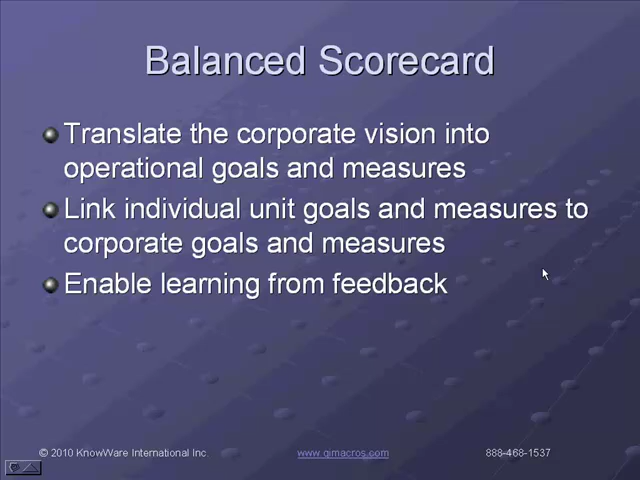 Balanced Scorecard
Translate the corporate vision into
operational goals and measures
Link individual unit goals and measures to
corporate goals and measures
Enable learning from feedback
© 2010 KnowWare International Inc. www.qimacros.com 888-468-1537